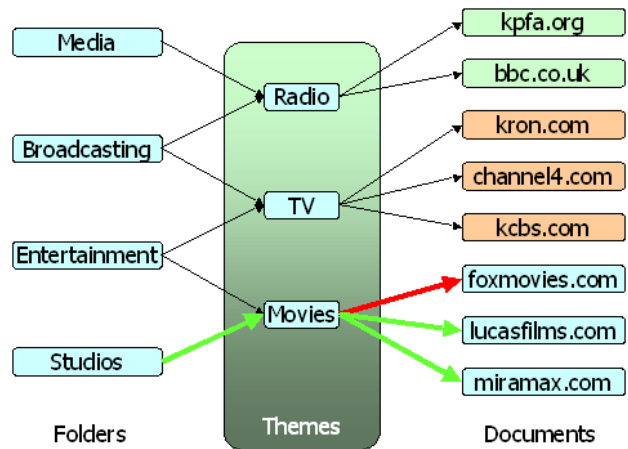 Media
Broadcasting
Entertainment
Studios
Folders
Radio
TV
Movies
Themes
kpfa.org
bbc.co.uk
kron.com
channel4.com
kcbs.com
foxmovies.com
lucasfilms.com
miramax.com
Documents